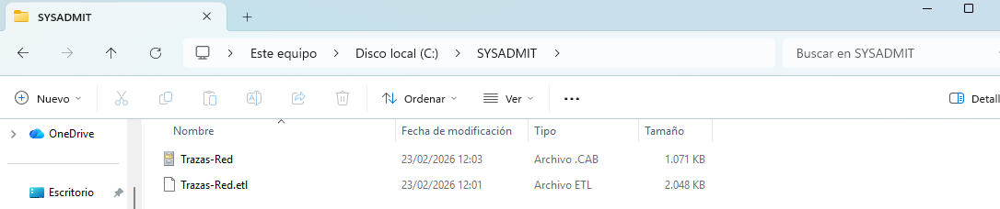 SYSADMIT
Este equipo Disco local (C:) SYSADMIT Buscar en SYSADMIT
Nuevo Ordenar Ver ... Detall
Nombre Fecha de modificación Tipo Tamaño
OneDrive
Trazas-Red 23/02/2026 12:03 Archivo .CAB 1.071 KB
Trazas-Red.etl 23/02/2026 12:01 Archivo ETL 2.048 KB
Escritorio